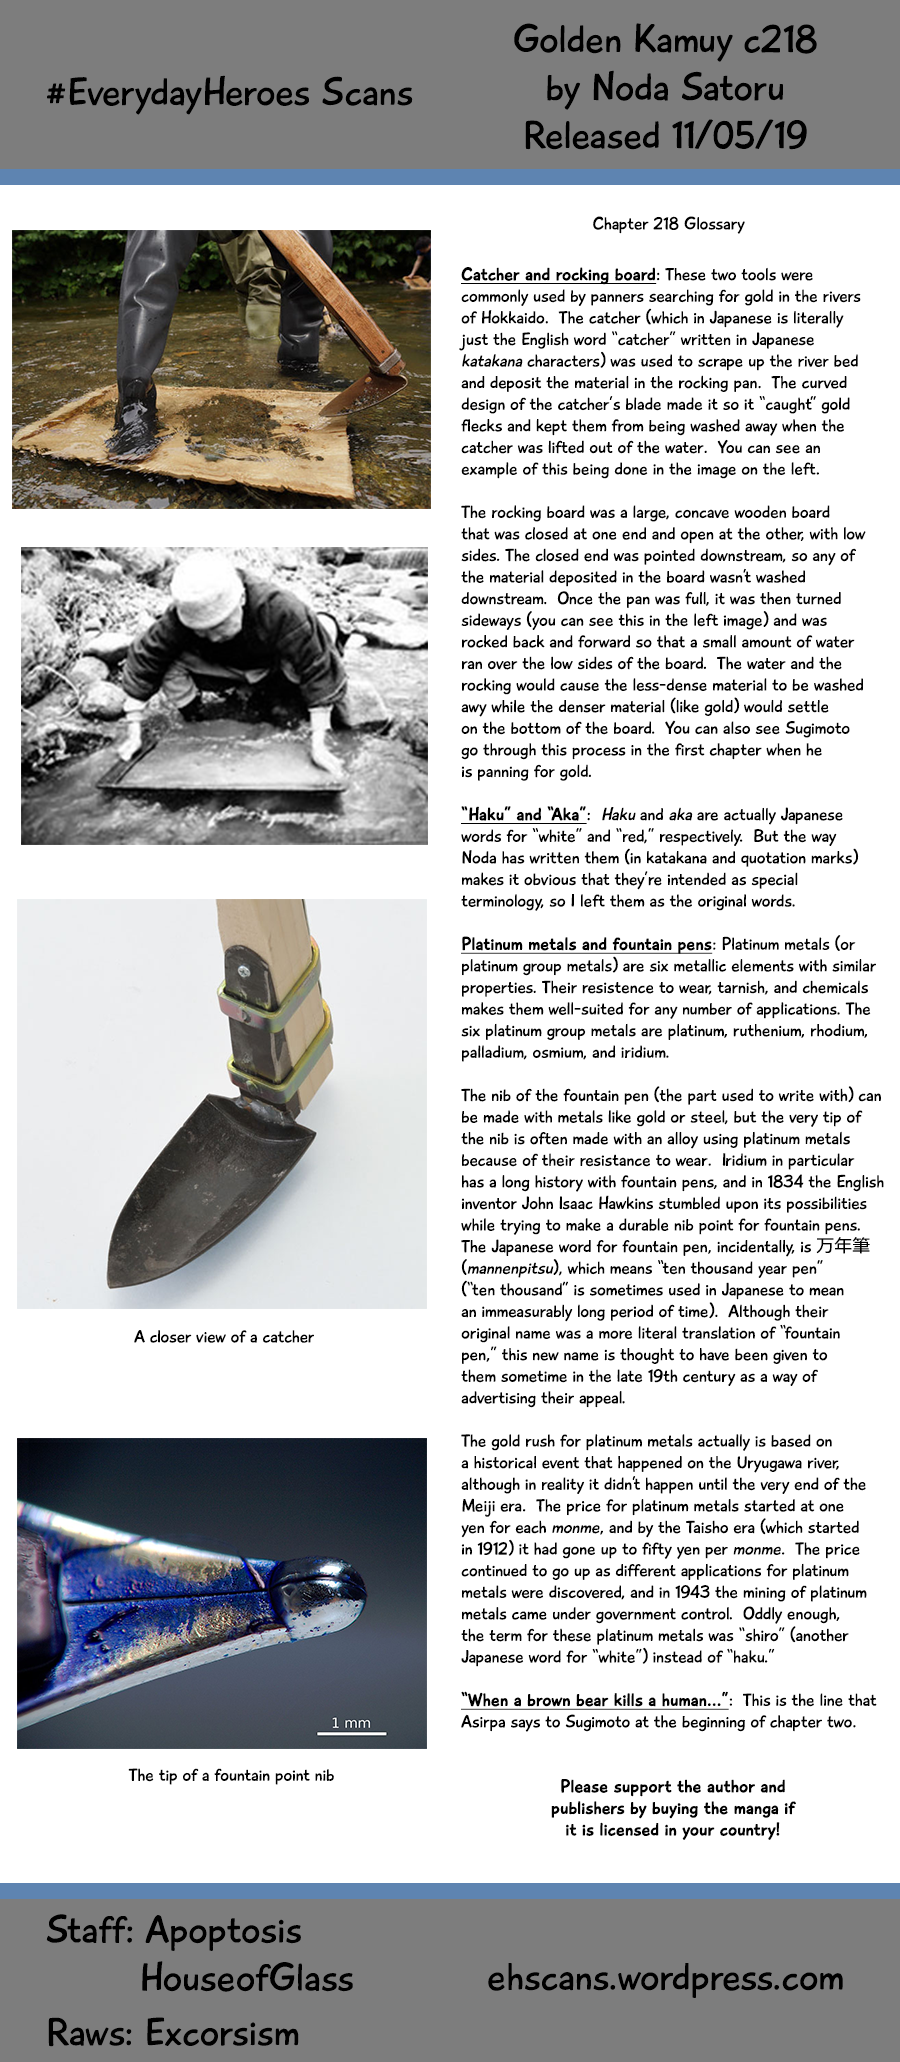 #EverydayHeroes Scans
Golden Kamuy c218
by Noda Satoru
Released 11/05/19
Chapter 218 Glossary
Catcher and rocking board: These two tools were
commonly used by panners searching for gold in the rivers
of Hokkaido. The catcher (which in Japanese is literally
just the English word "catcher" written in Japanese
katakana characters) was used to scrape up the river bed
and deposit the material in the rocking pan. The curved
design of the catcher's blade made it so it "caught" gold
flecks and kept them from being washed away when the
catcher was lifted out of the water. You can see an
example of this being done in the image on the left.
The rocking board was a large, concave wooden board
that was closed at one end and open at the other, with low
sides. The closed end was pointed downstream, so any of
the material deposited in the board wasn't washed
downstream. Once the pan was full, it was then turned
sideways (you can see this in the left image) and was
rocked back and forward so that a small amount of water
ran over the low sides of the board. The water and the
rocking would cause the less-dense material to be washed
awy while the denser material (like gold) would settle
on the bottom of the board. You can also see Sugimoto
go through this process in the first chapter when he
is panning for gold.
"Haku" and "Aka": Haku and aka are actually Japanese
words for "white" and "red," respectively. But the way
Noda has written them (in katakana and quotation marks)
makes it obvious that they're intended as special
terminology, so I left them as the original words.
Platinum metals and fountain pens: Platinum metals (or
platinum group metals) are six metallic elements with similar
properties. Their resistance to wear, tarnish, and chemicals
makes them well-suited for any number of applications. The
six platinum group metals are platinum, ruthenium, rhodium,
palladium, osmium, and iridium.
The nib of the fountain pen (the part used to write with) can
be made with metals like gold or steel, but the very tip of
the nib is often made with an alloy using platinum metals
because of their resistance to wear. Iridium in particular
has a long history with fountain pens, and in 1834 the English
inventor John Isaac Hawkins stumbled upon its possibilities
while trying to make a durable nib point for fountain pens.
The Japanese word for fountain pen, incidentally, is 万年筆
(mannenpitsu), which means "ten thousand year pen"
("ten thousand" is sometimes used in Japanese to mean
an immeasurably long period of time). Although their
original name was a more literal translation of "fountain
pen," this new name is thought to have been given to
them sometime in the late 19th century as a way of
advertising their appeal.
The gold rush for platinum metals actually is based on
a historical event that happened on the Uryugawa river,
although in reality it didn't happen until the very end of the
Meiji era. The price for platinum metals started at one
yen for each monme, and by the Taisho era (which started
in 1912) it had gone up to fifty yen per monme. The price
continued to go up as different applications for platinum
metals were discovered, and in 1943 the mining of platinum
metals came under government control. Oddly enough,
the term for these platinum metals was "shiro" (another
Japanese word for "white") instead of "haku."
"When a brown bear kills a human...": This is the line that
Asirpa says to Sugimoto at the beginning of chapter two.
Please support the author and
publishers by buying the manga if
it is licensed in your country!
A closer view of a catcher
1 mm
The tip of a fountain point nib
Staff: Apoptosis
HouseofGlass
Raws: Excorsism
ehscans.wordpress.com